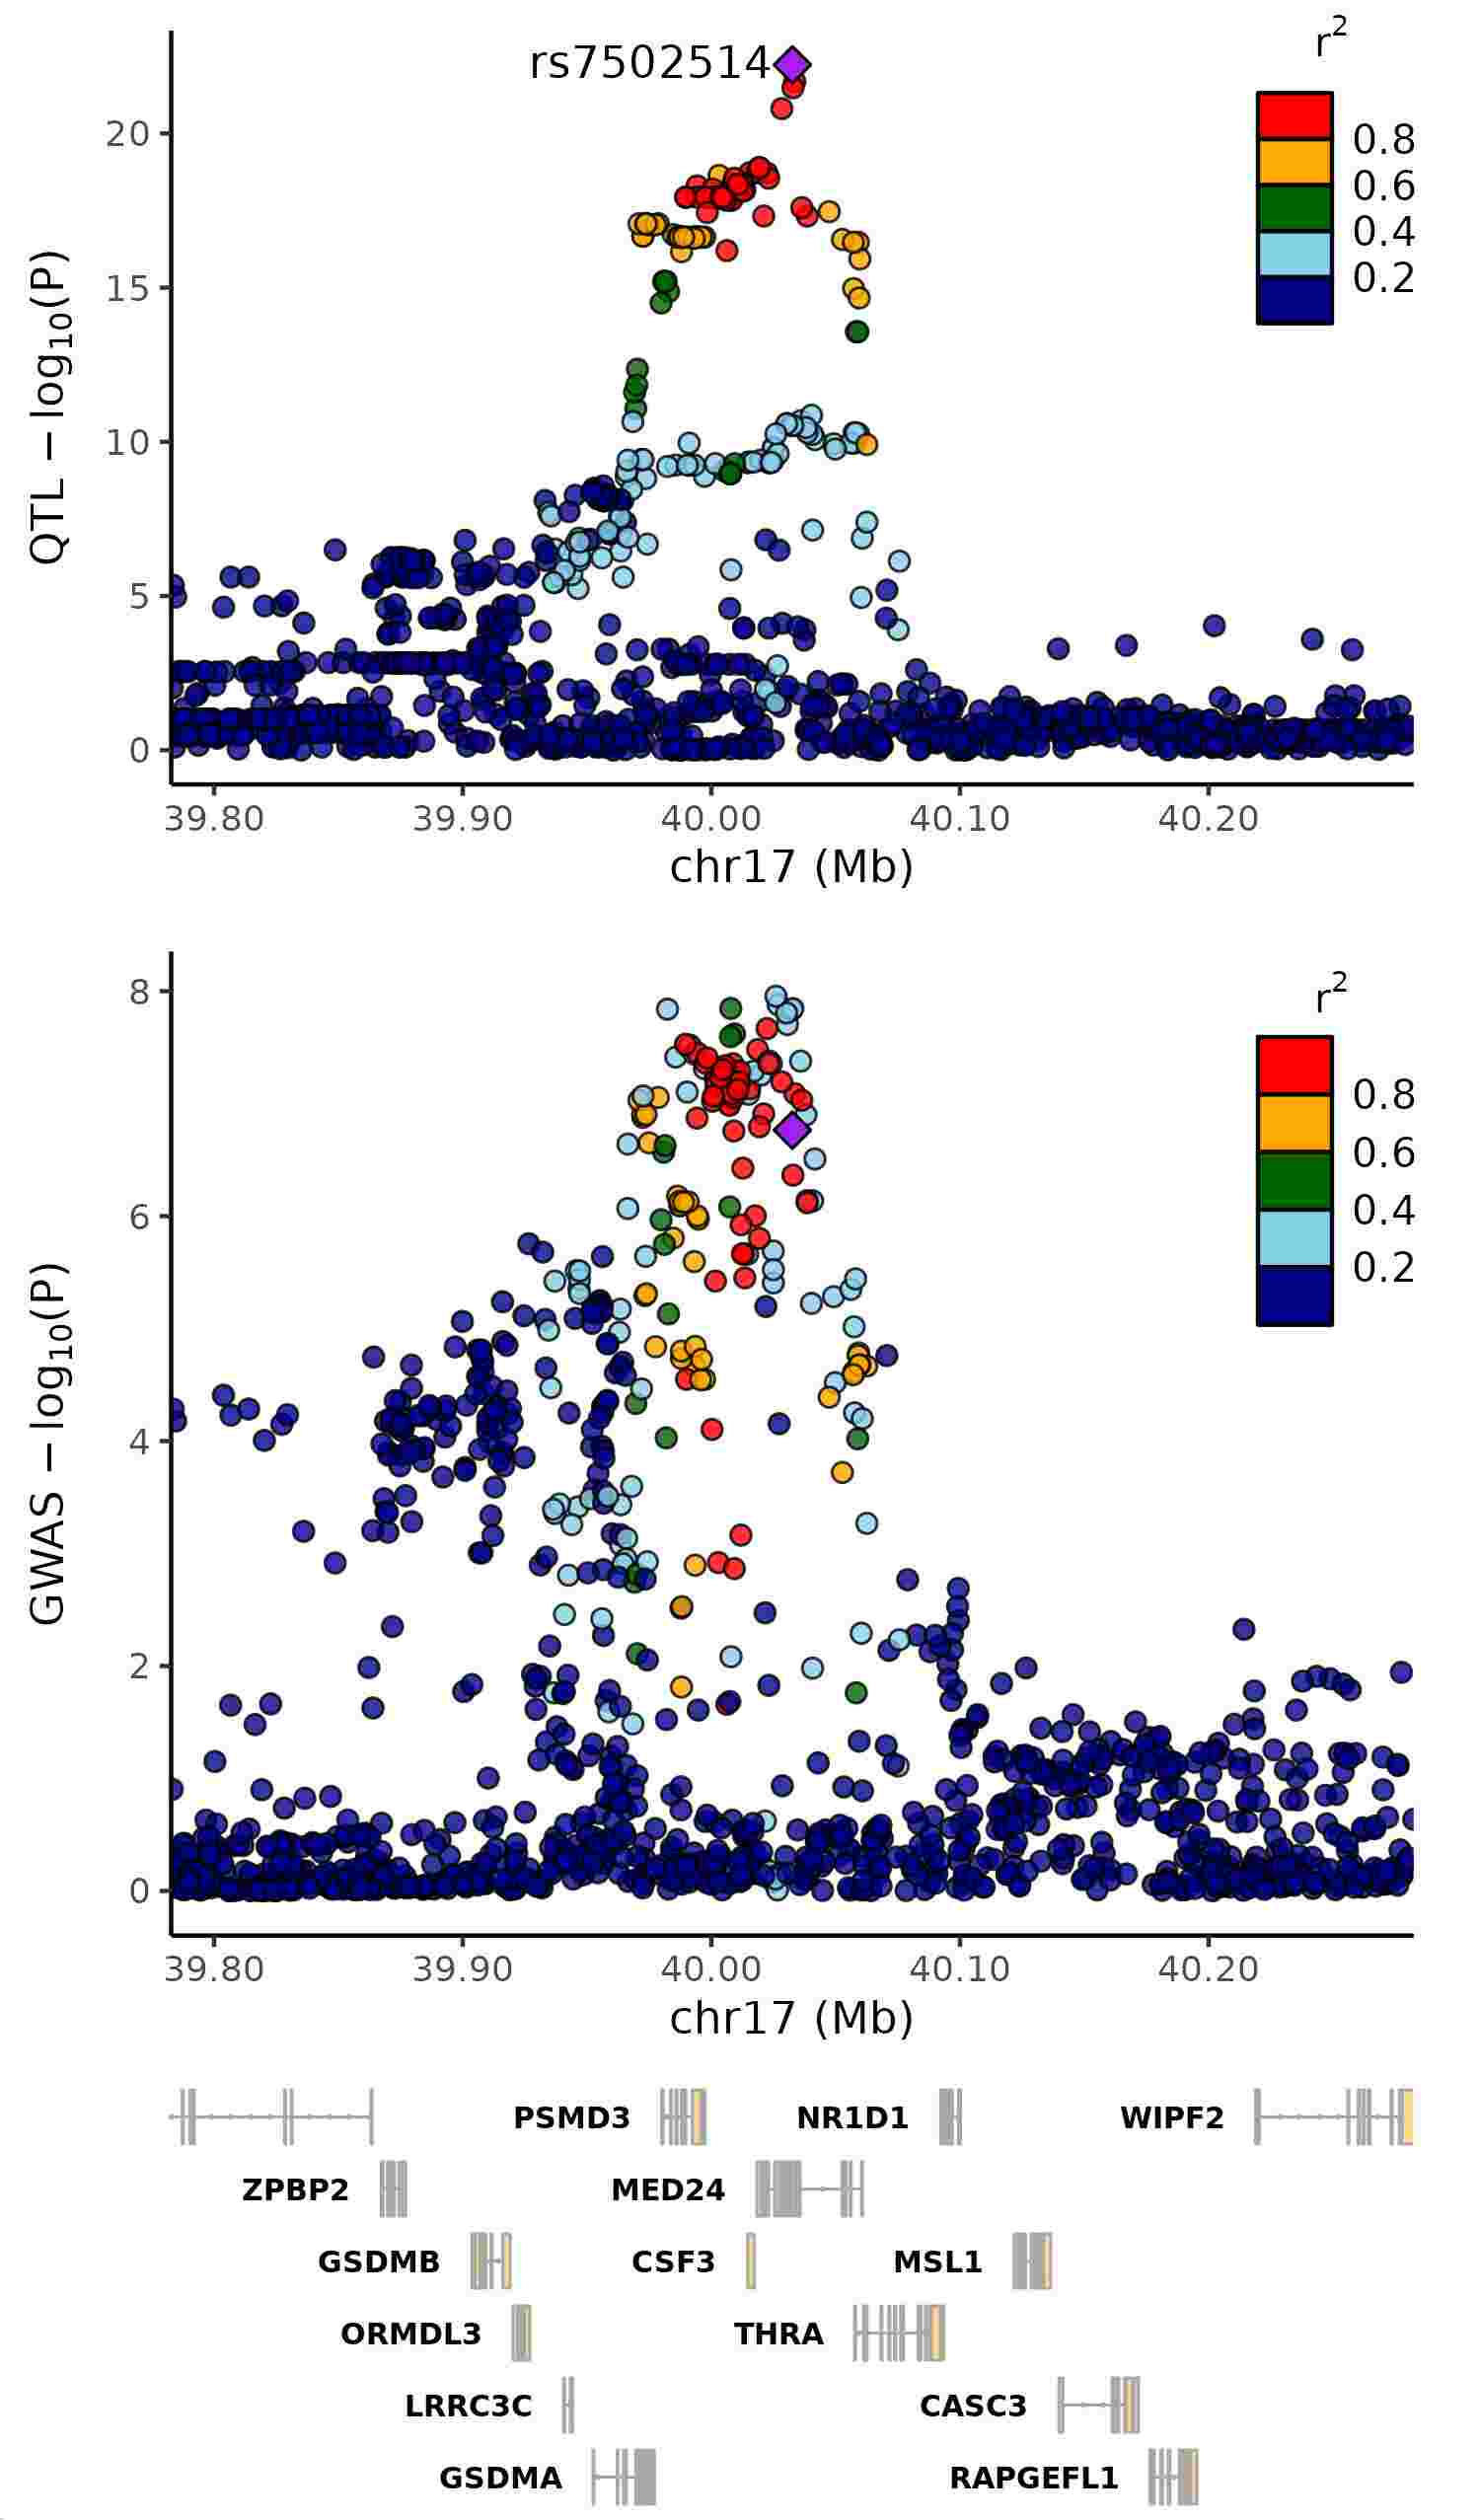 r2
rs7502514
20
15
10
5
0
QTL − log10(P)
0.8
0.6
0.4
0.2
39.80 39.90 40.00 40.10 40.20
chr17 (Mb)
r2
8
6
4
2
0
GWAS − log10(P)
0.8
0.6
0.4
0.2
39.80 39.90 40.00 40.10 40.20
chr17 (Mb)
PSMD3 NR1D1 WIPF2
ZPBP2 MED24
GSDMB CSF3 MSL1
ORMDL3 THRA
LRRC3C CASC3
GSDMA RAPGEFL1